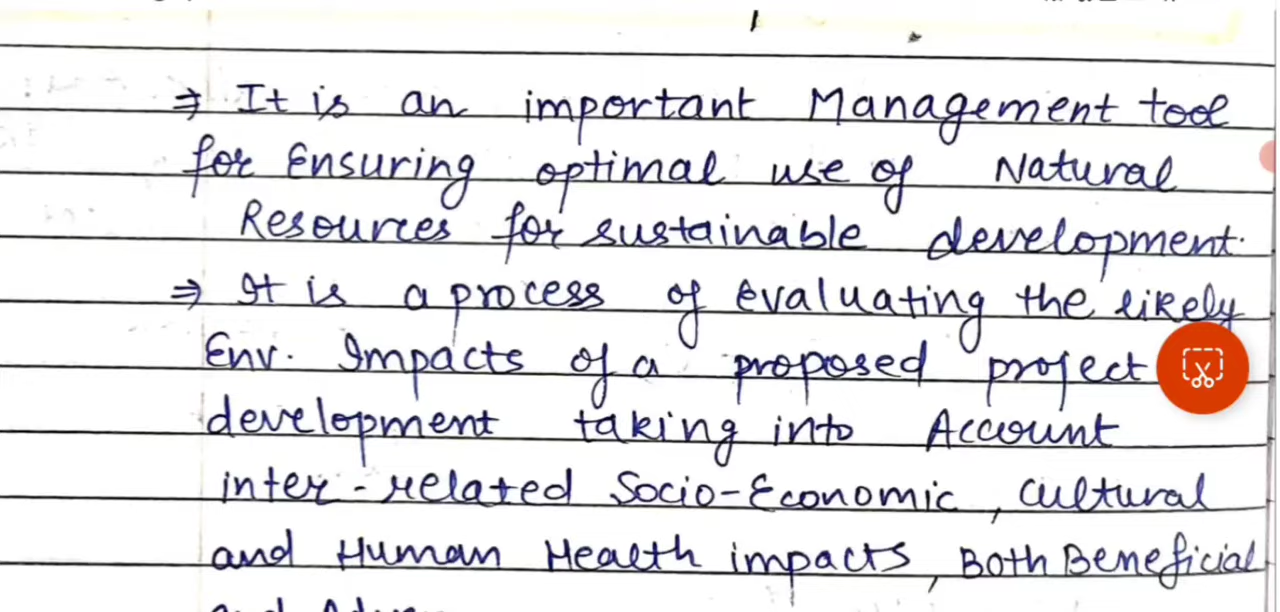 ⇒ It is an important Management tool
for Ensuring optimal use of Natural
Resources for sustainable development.
⇒ It is a process of evaluating the likely
Env. Impacts of a proposed project
development taking into Account
inter-related Socio-Economic, cultural
and Human Health impacts, Both Beneficial